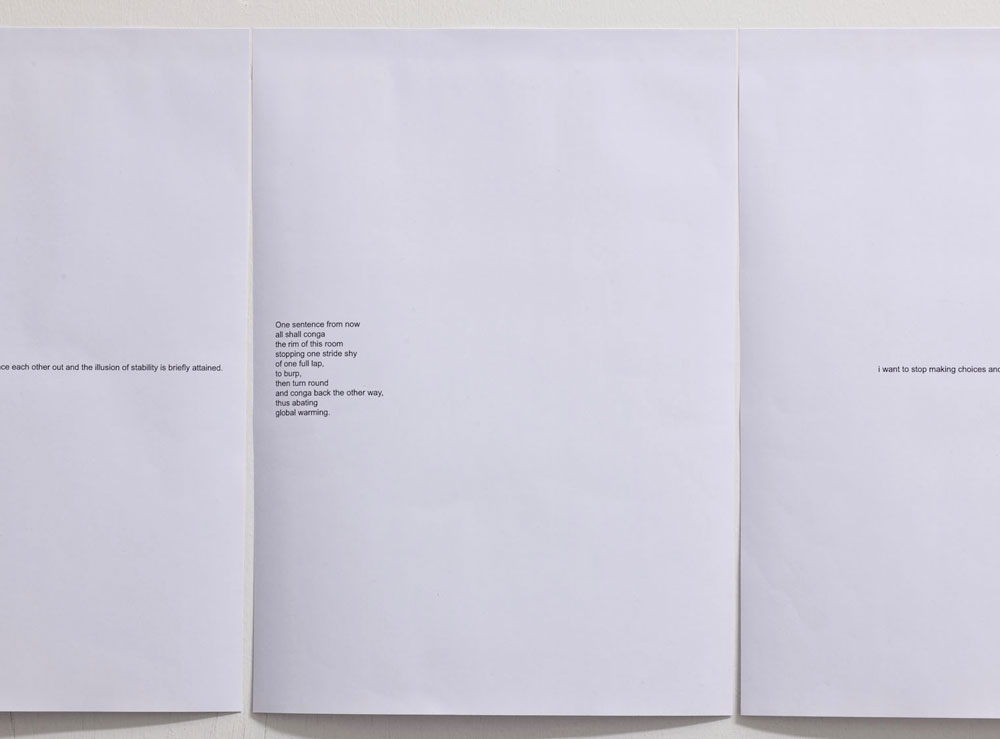 ce each other out and the illusion of stability is briefly attained.
One sentence from now
all shall conga
the rim of this room
stopping one stride shy
of one full lap,
to burp,
then turn round
and conga back the other way,
thus abating
global warming.
i want to stop making choices and